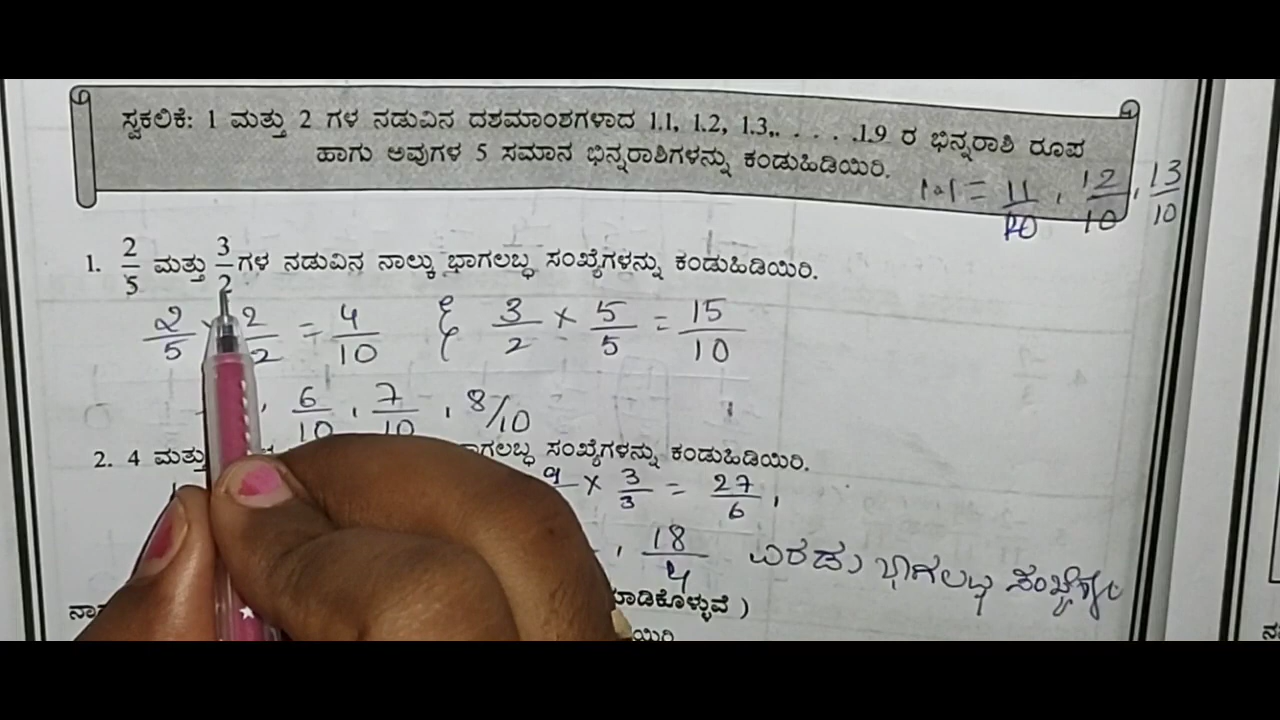 ಸ್ವಕಲಿಕೆ: 1 ಮತ್ತು 2 ಗಳ ನಡುವಿನ ದಶಮಾಂಶಗಳಾದ 1.1, 1.2, 1.3,. . . . .1.9 ರ ಭಿನ್ನರಾಶಿ ರೂಪ
ಹಾಗು ಅವುಗಳ 5 ಸಮಾನ ಭಿನ್ನರಾಶಿಗಳನ್ನು ಕಂಡುಹಿಡಿಯಿರಿ.
1.1 = 11/10 , 12/10 , 13/10
1. 2/5 ಮತ್ತು 3/2 ಗಳ ನಡುವಿನ ನಾಲ್ಕು ಭಾಗಲಬ್ಧ ಸಂಖ್ಯೆಗಳನ್ನು ಕಂಡುಹಿಡಿಯಿರಿ.
2/5 × 2/2 = 4/10 & 3/2 × 5/5 = 15/10
, 6/10 , 7/10 , 8/10
2. 4 ಮತ್ತು ಭಾಗಲಬ್ಧ ಸಂಖ್ಯೆಗಳನ್ನು ಕಂಡುಹಿಡಿಯಿರಿ.
× 3/3 = 27/6 ,
, 18/4 ಎರಡು ಭಾಗಲಬ್ಧ